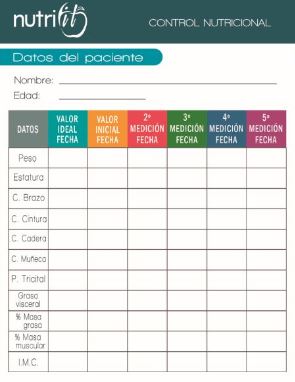 nutrifit
CONTROL NUTRICIONAL
Datos del paciente
Nombre:
Edad:
DATOS
VALOR
IDEAL
FECHA
VALOR
INICIAL
FECHA
2ª
MEDICIÓN
FECHA
3ª
MEDICIÓN
FECHA
4ª
MEDICIÓN
FECHA
5ª
MEDICIÓN
FECHA
Peso
Estatura
C. Brazo
C. Cintura
C. Cadera
C. Muñeca
P. Tricital
Grasa
visceral
% Masa
grasa
% Masa
muscular
I.M.C.